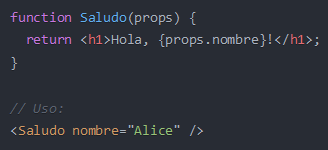 function Saludo(props) {
  return <h1>Hola, {props.nombre}!</h1>;
}

// Uso:
<Saludo nombre="Alice" />